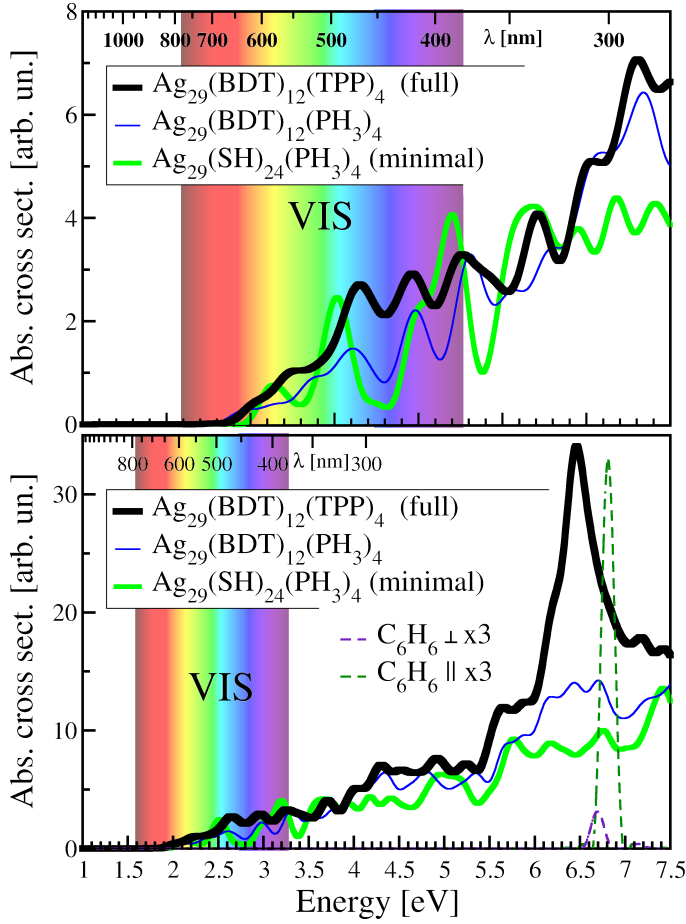 8
1000 800 700 600 500 400 λ [nm] 300
Ag29(BDT)12(TPP)4 (full)
Ag29(BDT)12(PH3)4
Ag29(SH)24(PH3)4 (minimal)
6
VIS
4
2
0
Abs. cross sect. [arb. un.]
800 600 500 400 λ [nm] 300
30
Ag29(BDT)12(TPP)4 (full)
Ag29(BDT)12(PH3)4
Ag29(SH)24(PH3)4 (minimal)
C6H6 ⊥ x3
C6H6 || x3
20
VIS
10
0
Abs. cross sect. [arb. un.]
1 1.5 2 2.5 3 3.5 4 4.5 5 5.5 6 6.5 7 7.5
Energy [eV]